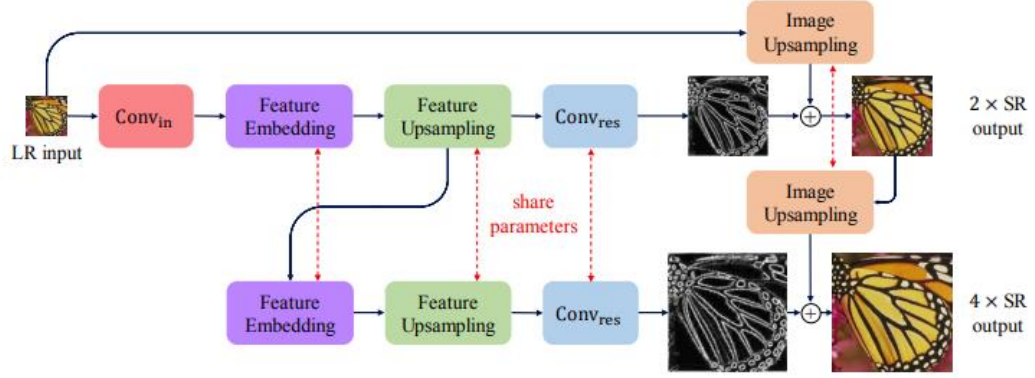 Image
Upsampling
LR input
Conv_in
Feature
Embedding
Feature
Upsampling
Conv_res
+
2 × SR
output
share
parameters
Image
Upsampling
Feature
Embedding
Feature
Upsampling
Conv_res
+
4 × SR
output